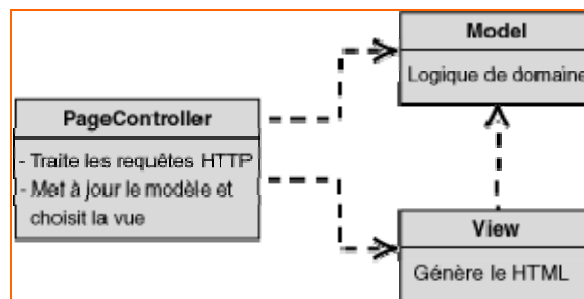 Model
Logique de domaine
PageController
- Traite les requêtes HTTP
- Met à jour le modèle et
choisit la vue
View
Génère le HTML